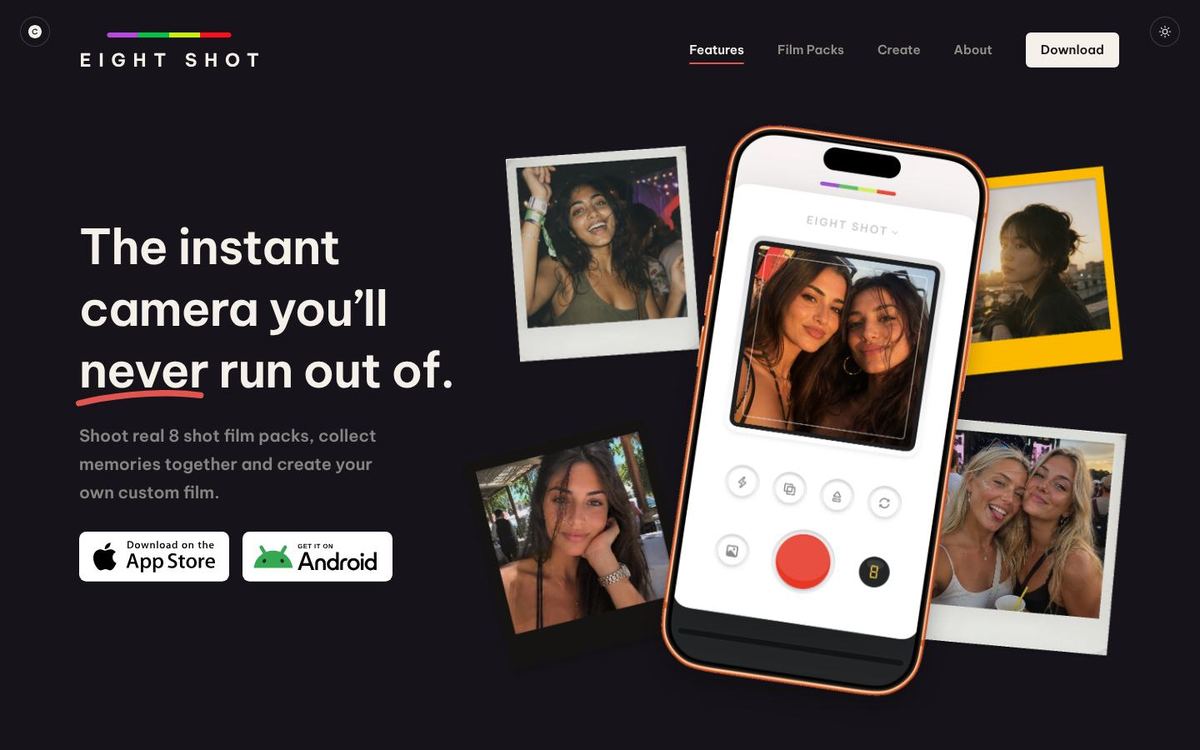 C
EIGHT SHOT
Features
Film Packs
Create
About
Download
The instant
camera you’ll
never run out of.
Shoot real 8 shot film packs, collect
memories together and create your
own custom film.
Download on the
App Store
GET IT ON
Android
EIGHT SHOT
8